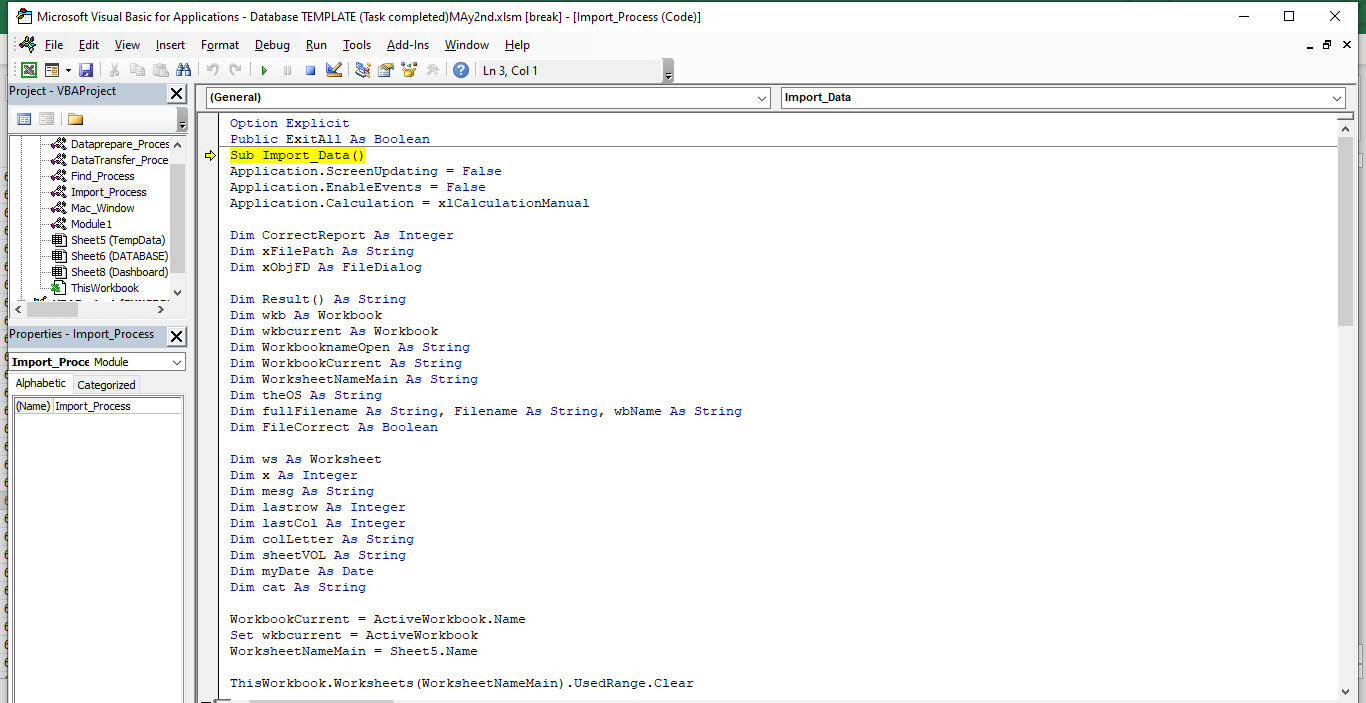 Microsoft Visual Basic for Applications - Database TEMPLATE (Task completed)MAy2nd.xlsm [break] - [Import_Process (Code)]
File Edit View Insert Format Debug Run Tools Add-Ins Window Help
Ln 3, Col 1
Project - VBAProject
Dataprepare_Proces
DataTransfer_Proce
Find_Process
Import_Process
Mac_Window
Module1
Sheet5 (TempData)
Sheet6 (DATABASE)
Sheet8 (Dashboard)
ThisWorkbook
Properties - Import_Process
Import_Proce Module
Alphabetic Categorized
(Name) Import_Process
(General) Import_Data
Option Explicit
Public ExitAll As Boolean
Sub Import_Data()
Application.ScreenUpdating = False
Application.EnableEvents = False
Application.Calculation = xlCalculationManual
Dim CorrectReport As Integer
Dim xFilePath As String
Dim xObjFD As FileDialog
Dim Result() As String
Dim wkb As Workbook
Dim wkbcurrent As Workbook
Dim WorkbooknameOpen As String
Dim WorkbookCurrent As String
Dim WorksheetNameMain As String
Dim theOS As String
Dim fullFilename As String, Filename As String, wbName As String
Dim FileCorrect As Boolean
Dim ws As Worksheet
Dim x As Integer
Dim mesg As String
Dim lastrow As Integer
Dim lastCol As Integer
Dim colLetter As String
Dim sheetVOL As String
Dim myDate As Date
Dim cat As String
WorkbookCurrent = ActiveWorkbook.Name
Set wkbcurrent = ActiveWorkbook
WorksheetNameMain = Sheet5.Name
ThisWorkbook.Worksheets(WorksheetNameMain).UsedRange.Clear